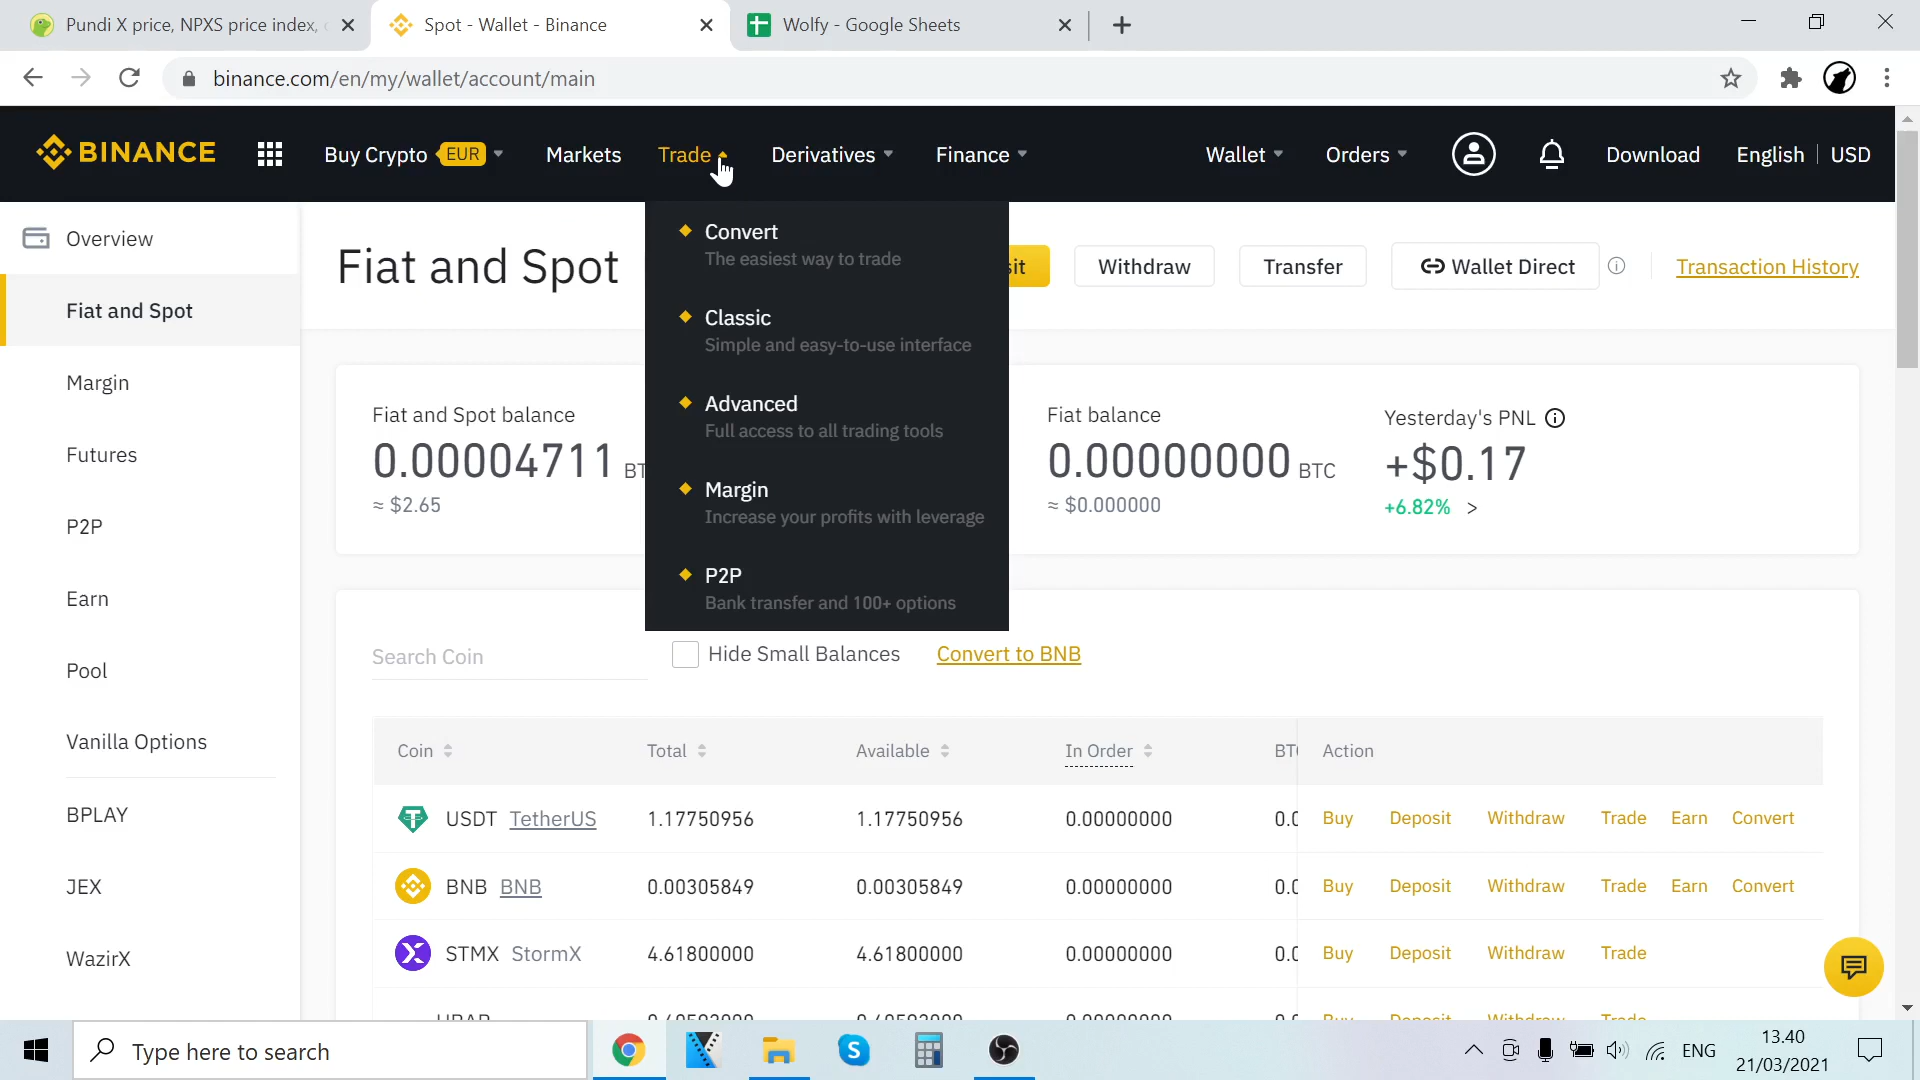 Pundi X price, NPXS price index,
Spot - Wallet - Binance
Wolfy - Google Sheets
binance.com/en/my/wallet/account/main
BINANCE
Buy Crypto EUR
Markets
Trade
Derivatives
Finance
Wallet
Orders
Download
English
USD
Overview
Fiat and Spot
Margin
Futures
P2P
Earn
Pool
Vanilla Options
BPLAY
JEX
WazirX
Fiat and Spot
Convert
The easiest way to trade
Classic
Simple and easy-to-use interface
Advanced
Full access to all trading tools
Margin
Increase your profits with leverage
P2P
Bank transfer and 100+ options
Withdraw
Transfer
Wallet Direct
Transaction History
Fiat and Spot balance
0.00004711
≈ $2.65
Fiat balance
0.00000000 BTC
≈ $0.000000
Yesterday's PNL
+$0.17
+6.82% >
Search Coin
Hide Small Balances
Convert to BNB
Coin Total Available In Order Action
USDT TetherUS 1.17750956 1.17750956 0.00000000 Buy Deposit Withdraw Trade Earn Convert
BNB BNB 0.00305849 0.00305849 0.00000000 Buy Deposit Withdraw Trade Earn Convert
STMX StormX 4.61800000 4.61800000 0.00000000 Buy Deposit Withdraw Trade
Type here to search
ENG
13.40
21/03/2021